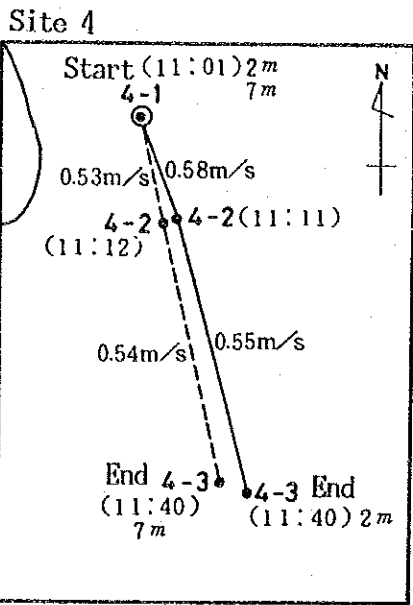 Site 4
Start (11:01) 2m
7m
N
4-1
0.53m/s
0.58m/s
4-2
(11:12)
4-2 (11:11)
0.54m/s
0.55m/s
End 4-3
(11:40)
7m
4-3 End
(11:40) 2m